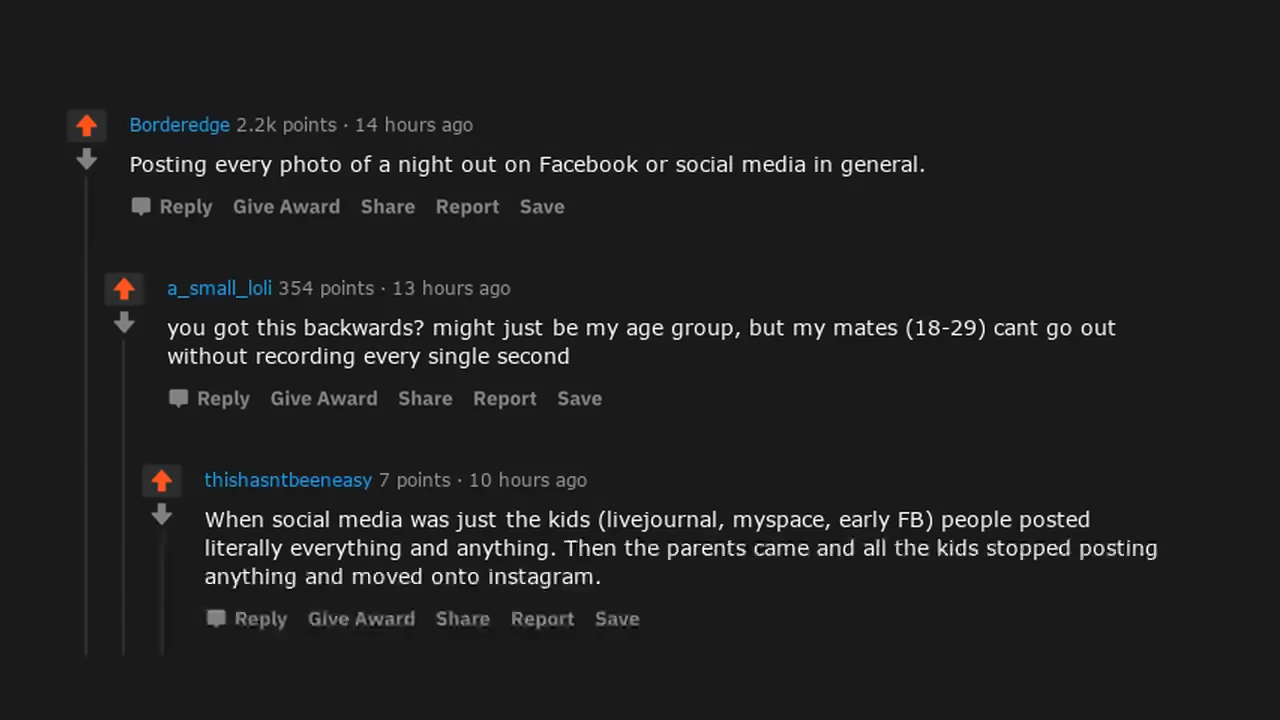 Borderedge 2.2k points · 14 hours ago
Posting every photo of a night out on Facebook or social media in general.
Reply Give Award Share Report Save
a_small_loli 354 points · 13 hours ago
you got this backwards? might just be my age group, but my mates (18-29) cant go out
without recording every single second
Reply Give Award Share Report Save
thishasntbeeneasy 7 points · 10 hours ago
When social media was just the kids (livejournal, myspace, early FB) people posted
literally everything and anything. Then the parents came and all the kids stopped posting
anything and moved onto instagram.
Reply Give Award Share Report Save